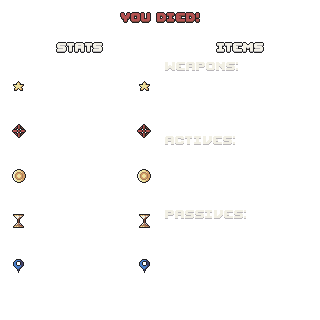 YOU DIED!
STATS
ITEMS
WEAPONS:
ACTIVES:
PASSIVES: